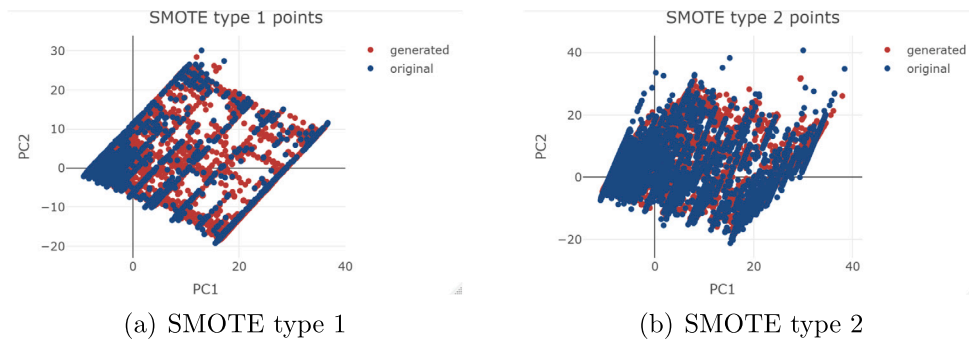 SMOTE type 1 points
30
20
10
0
−10
−20
PC2
0
20
40
PC1
generated
original
(a) SMOTE type 1
SMOTE type 2 points
40
20
0
−20
PC2
0
20
40
PC1
generated
original
(b) SMOTE type 2